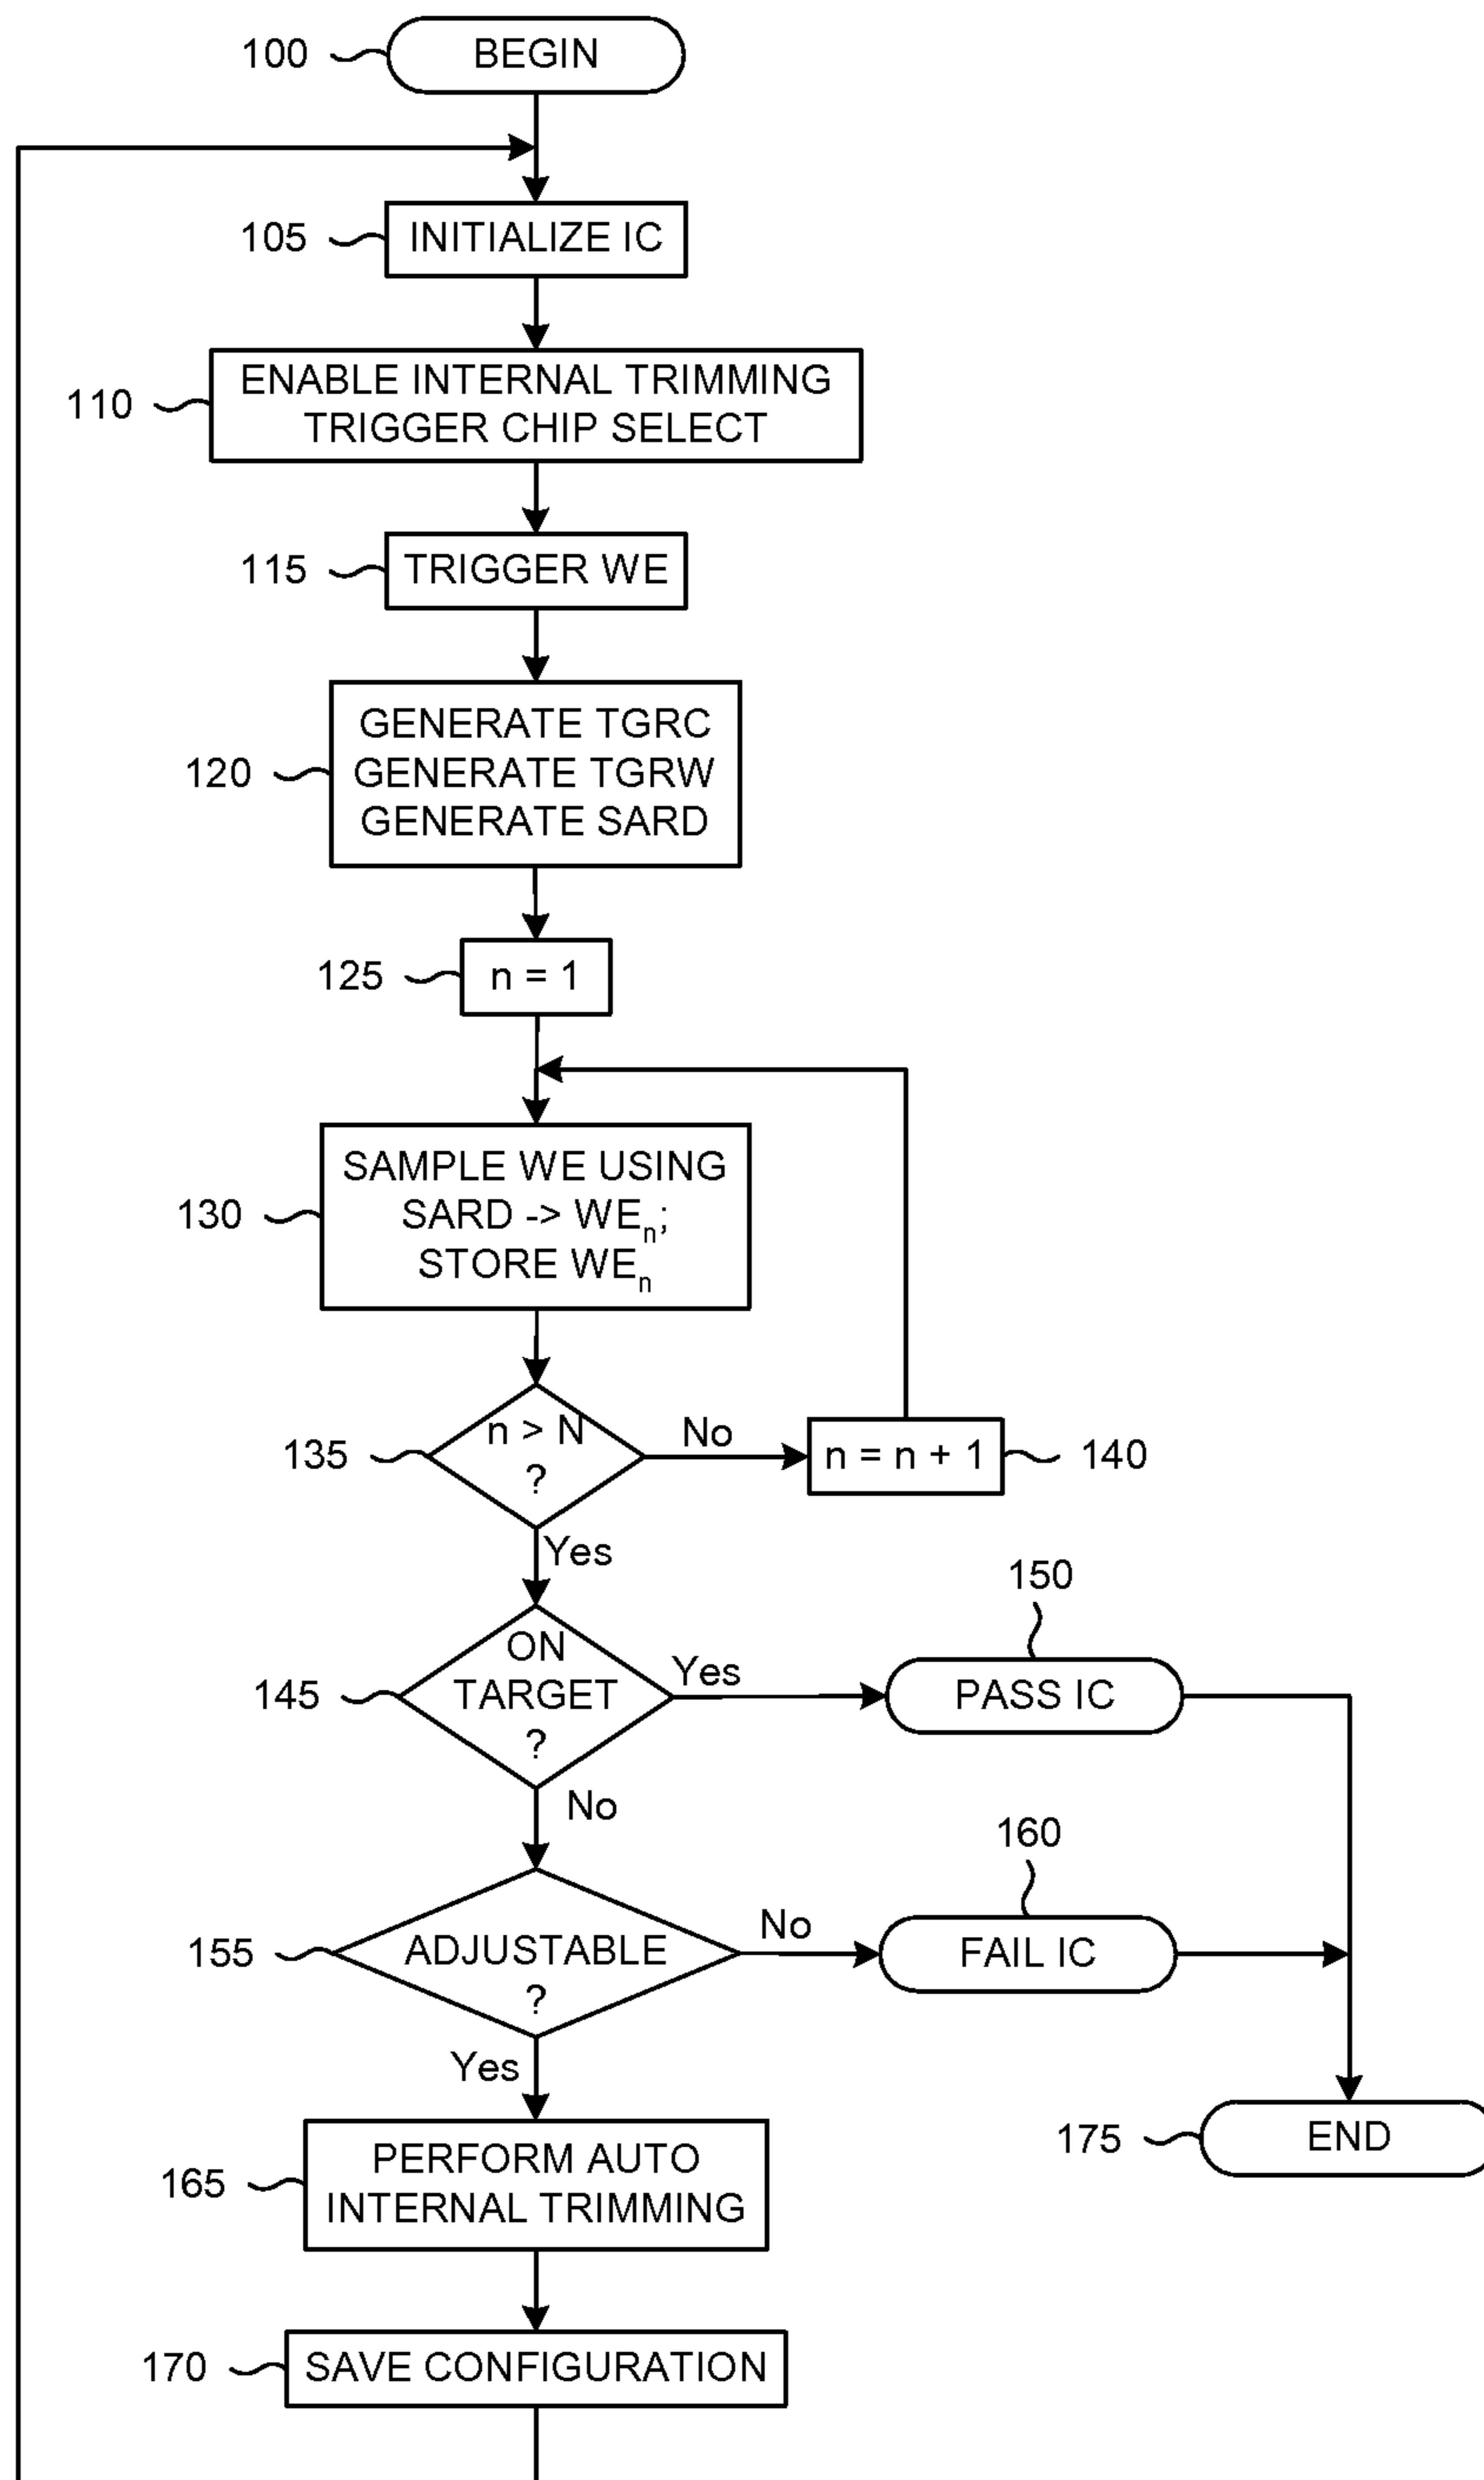 100
BEGIN
105
INITIALIZE IC
110
ENABLE INTERNAL TRIMMING
TRIGGER CHIP SELECT
115
TRIGGER WE
120
GENERATE TGRC
GENERATE TGRW
GENERATE SARD
125
n = 1
130
SAMPLE WE USING
SARD -> WEn;
STORE WEn
135
n > N
?
No
n = n + 1
140
Yes
145
ON
TARGET
?
Yes
150
PASS IC
No
155
ADJUSTABLE
?
No
160
FAIL IC
Yes
165
PERFORM AUTO
INTERNAL TRIMMING
175
END
170
SAVE CONFIGURATION